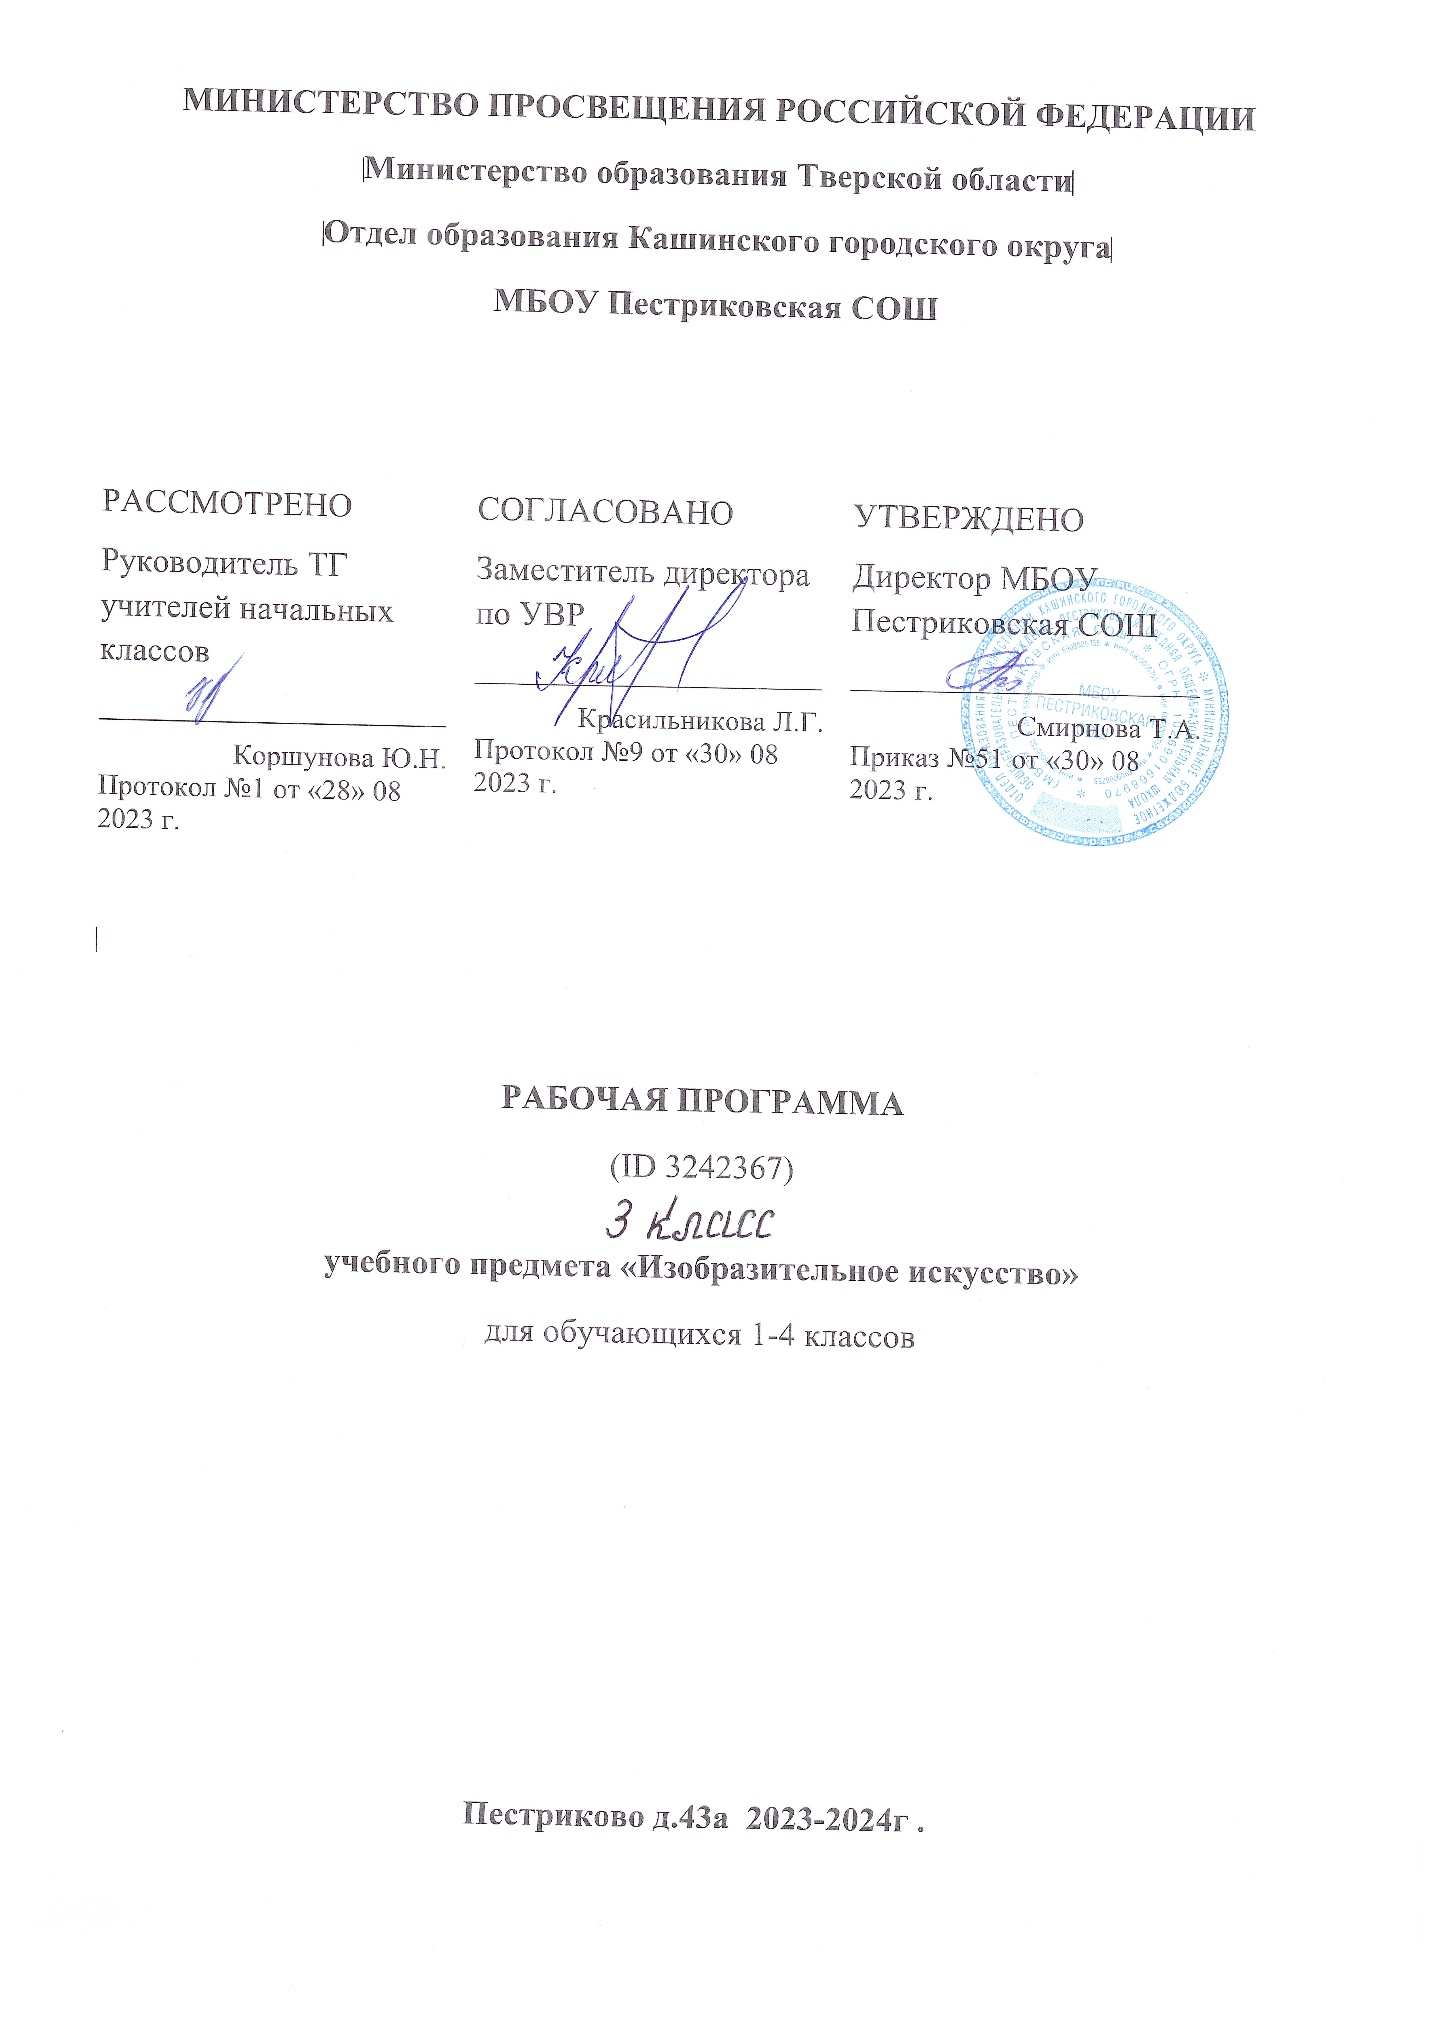 МИНИСТЕРСТВО ПРОСВЕЩЕНИЯ РОССИЙСКОЙ ФЕДЕРАЦИИ
Министерство образования Тверской области
Отдел образования Кашинского городского округа
МБОУ Пестриковская СОШ
РАССМОТРЕНО
Руководитель ТГ
учителей начальных
классов
Коршунова Ю.Н.
Протокол №1 от «28» 08
2023 г.
СОГЛАСОВАНО
Заместитель директора
по УВР
Красильникова Л.Г.
Протокол №9 от «30» 08
2023 г.
УТВЕРЖДЕНО
Директор МБОУ
Пестриковская СОШ
Смирнова Т.А.
Приказ №51 от «30» 08
2023 г.
МБОУ
ПЕСТРИКОВСКАЯ
РАБОЧАЯ ПРОГРАММА
(ID 3242367)
3 класс
учебного предмета «Изобразительное искусство»
для обучающихся 1-4 классов
Пестриково д.43а 2023-2024г .